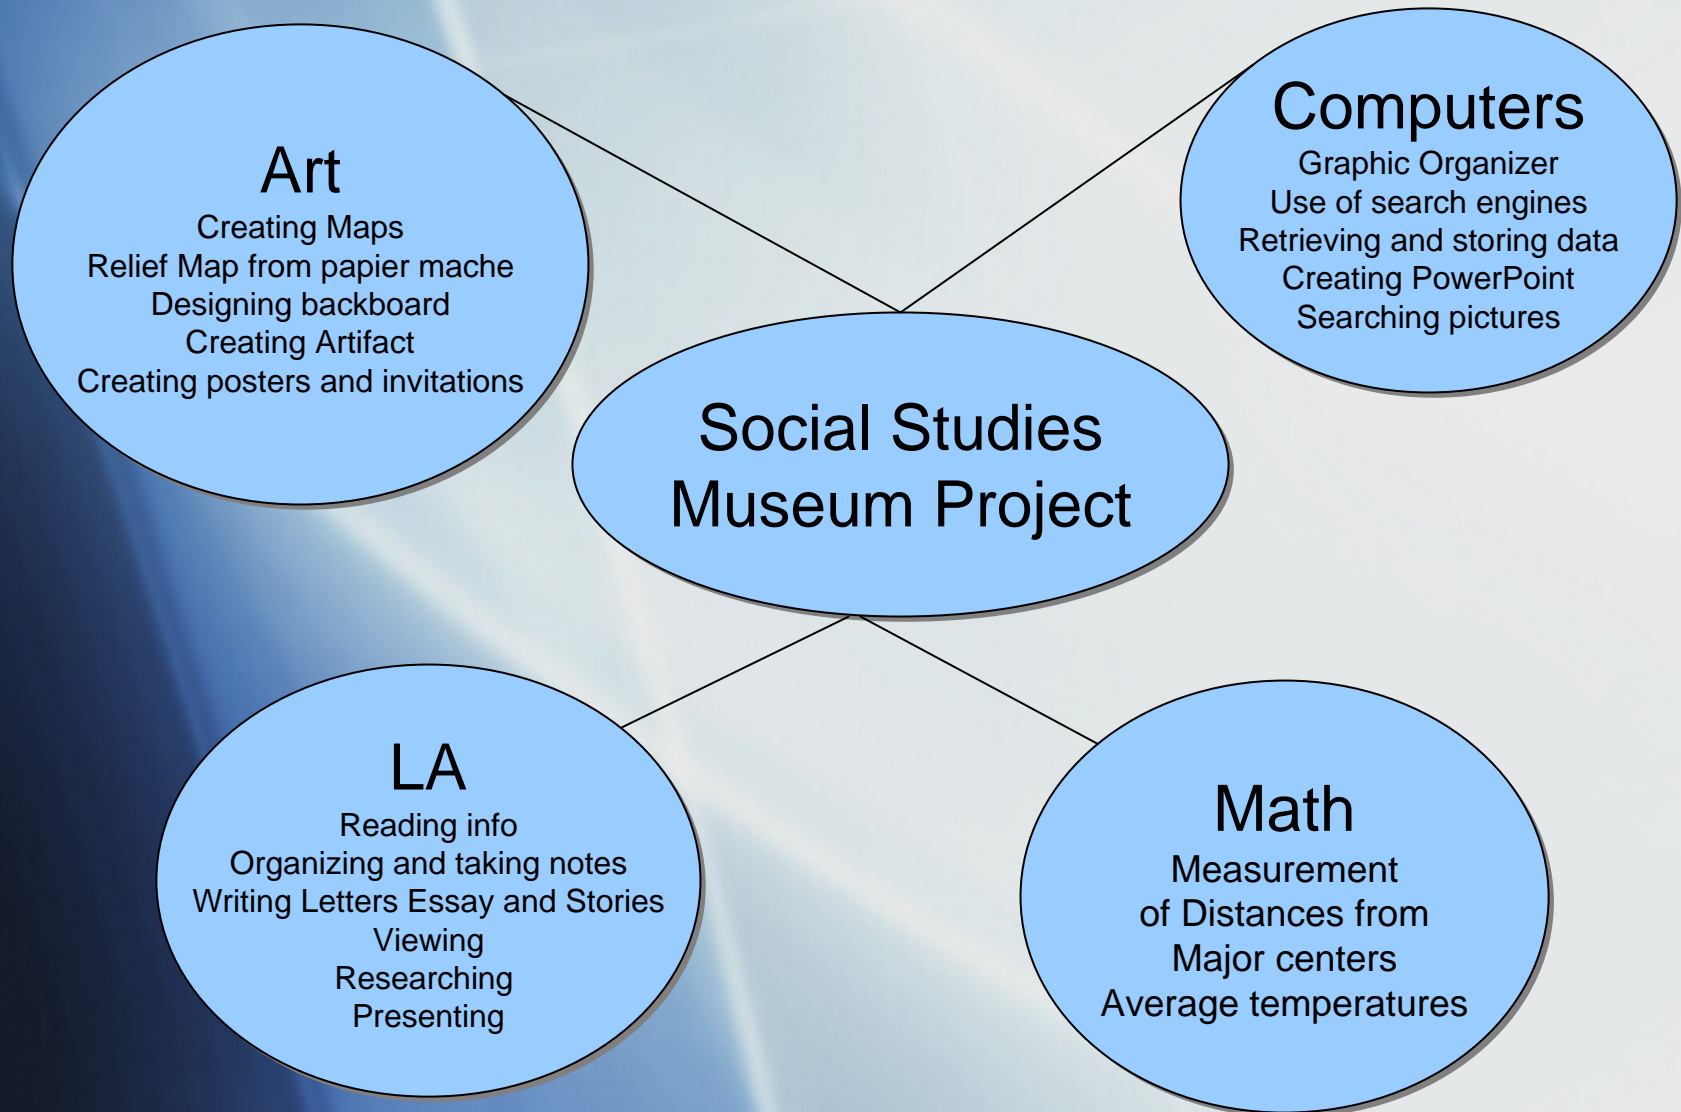 Art
Creating Maps
Relief Map from papier mache
Designing backboard
Creating Artifact
Creating posters and invitations
Computers
Graphic Organizer
Use of search engines
Retrieving and storing data
Creating PowerPoint
Searching pictures
Social Studies
Museum Project
LA
Reading info
Organizing and taking notes
Writing Letters Essay and Stories
Viewing
Researching
Presenting
Math
Measurement
of Distances from
Major centers
Average temperatures